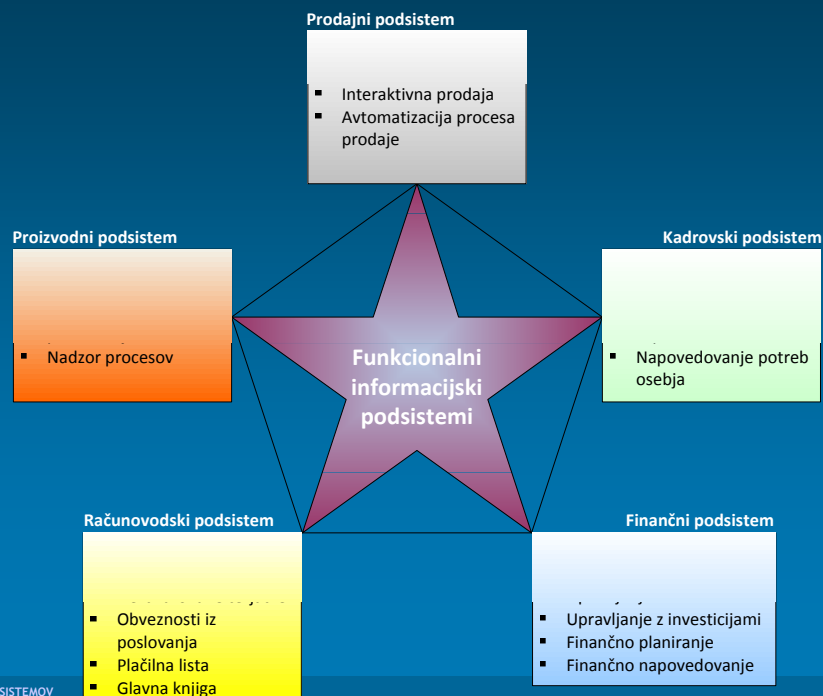 Prodajni podsistem
▪ Interaktivna prodaja
▪ Avtomatizacija procesa
prodaje
Proizvodni podsistem
▪ Nadzor procesov
Kadrovski podsistem
▪ Napovedovanje potreb
osebja
Funkcionalni
informacijski
podsistemi
Računovodski podsistem
▪ Obveznosti iz
poslovanja
▪ Plačilna lista
▪ Glavna knjiga
Finančni podsistem
▪ Upravljanje z investicijami
▪ Finančno planiranje
▪ Finančno napovedovanje
SISTEMOV